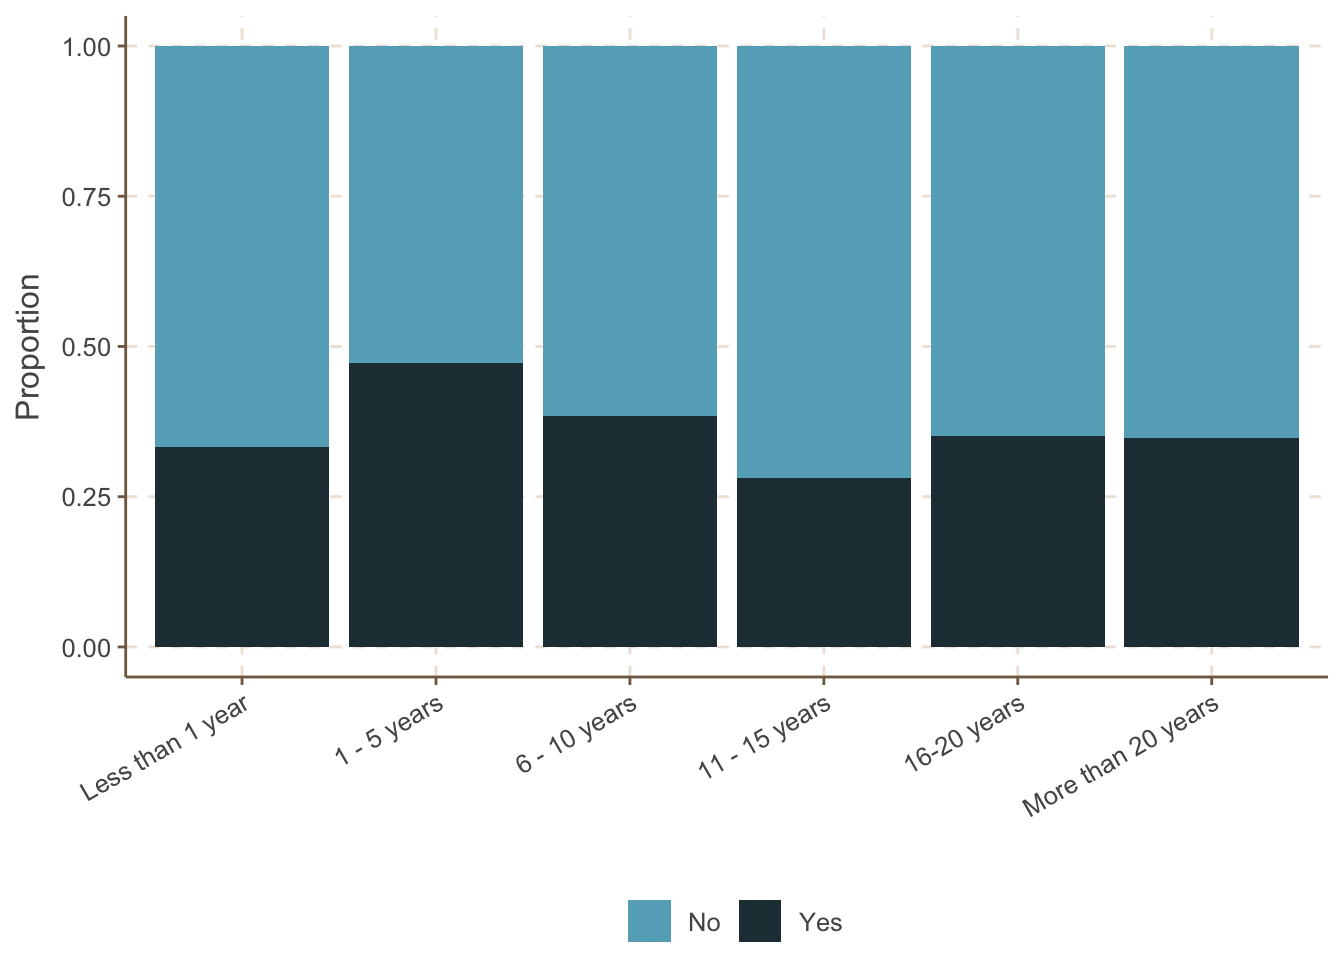 Proportion
1.00
0.75
0.50
0.25
0.00
Less than 1 year
1 - 5 years
6 - 10 years
11 - 15 years
16-20 years
More than 20 years
No
Yes